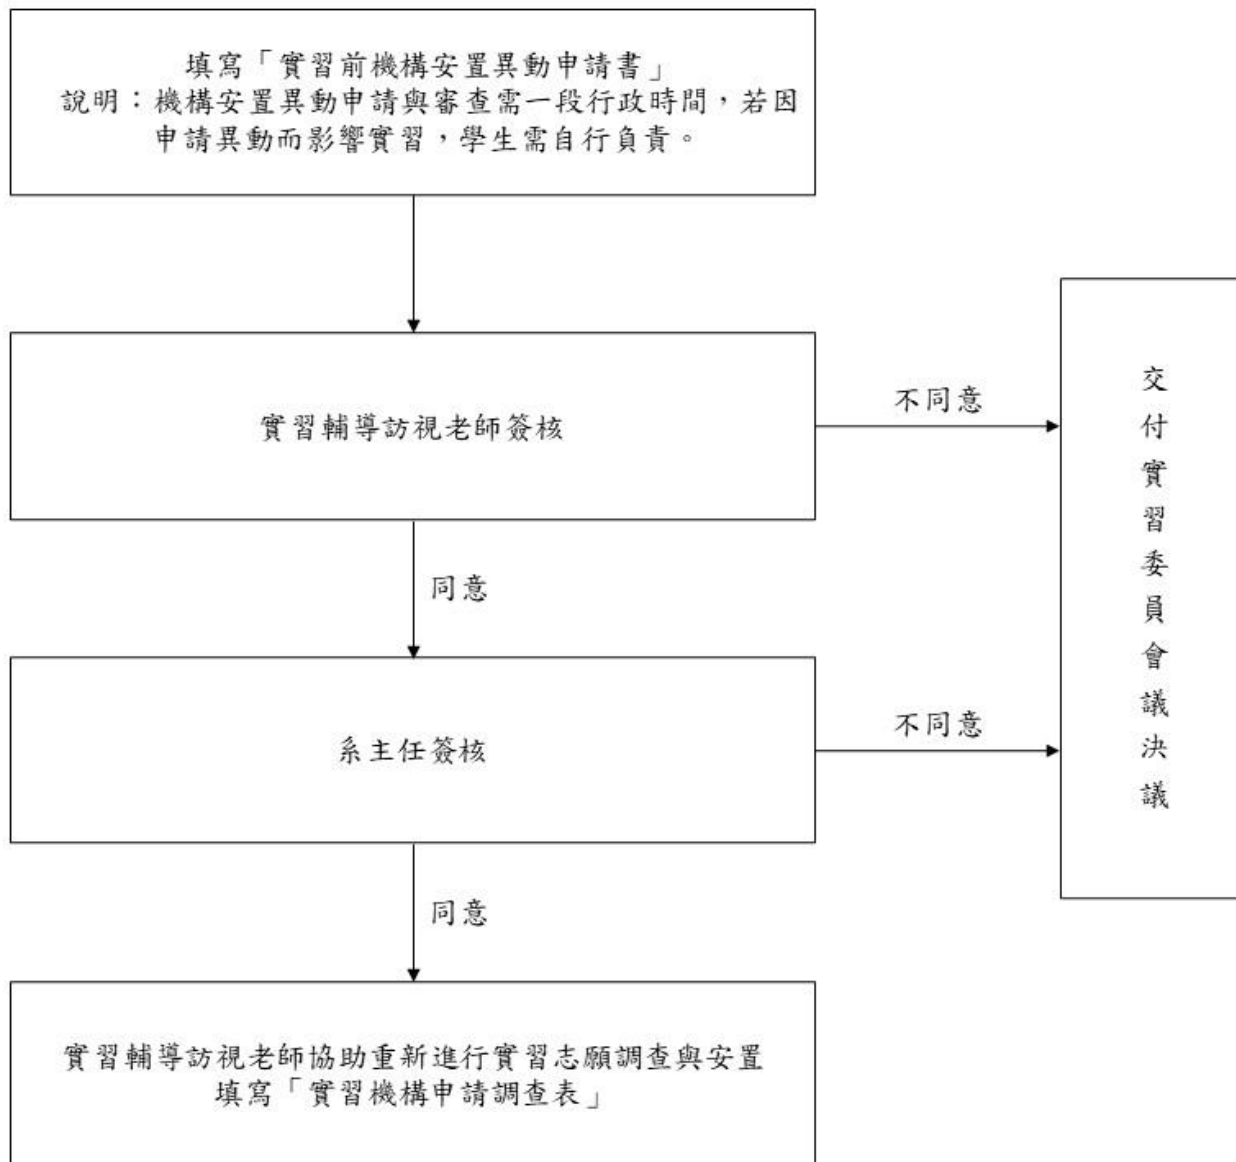 填寫「實習前機構安置異動申請書」
說明：機構安置異動申請與審查需一段行政時間，若因
申請異動而影響實習，學生需自行負責。
實習輔導訪視老師簽核
不同意
同意
系主任簽核
不同意
同意
實習輔導訪視老師協助重新進行實習志願調查與安置
填寫「實習機構申請調查表」
交付實習委員會議決議